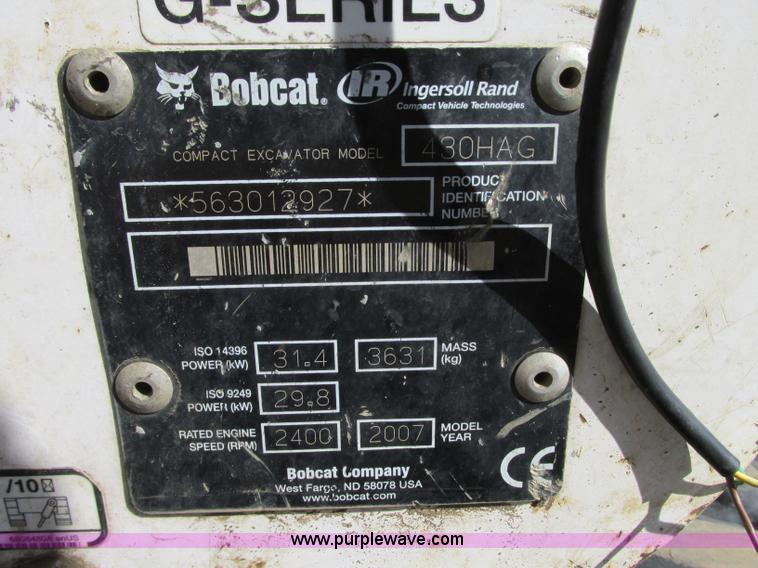 G-SERIES
Bobcat. IR Ingersoll Rand
Compact Vehicle Technologies
COMPACT EXCAVATOR MODEL 430HAG
*563012927* PRODUCT IDENTIFICATION NUMBER
ISO 14396 POWER (kW) 31.4 3631 MASS (kg)
ISO 9249 POWER (kW) 29.8
RATED ENGINE SPEED (RPM) 2400 2007 MODEL YEAR
Bobcat Company
West Fargo, ND 58078 USA
www.bobcat.com
CE
/10
www.purplewave.com